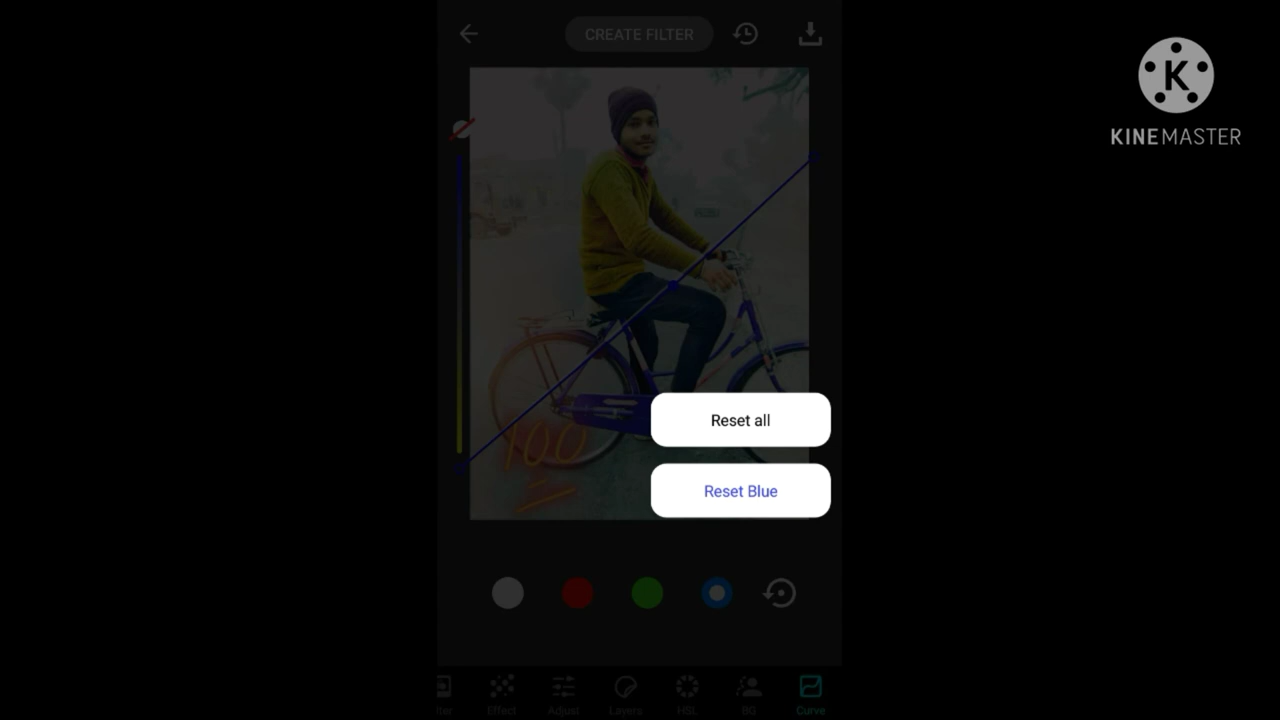 CREATE FILTER
KINEMASTER
100
Reset all
Reset Blue
Effect
Adjust
Layers
HSL
BG
Curve